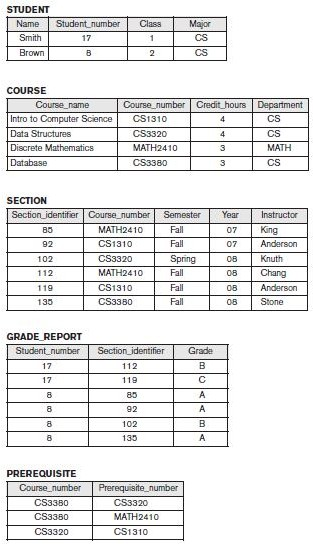 STUDENT
Name Student_number Class Major
Smith 17 1 CS
Brown 8 2 CS
COURSE
Course_name Course_number Credit_hours Department
Intro to Computer Science CS1310 4 CS
Data Structures CS3320 4 CS
Discrete Mathematics MATH2410 3 MATH
Database CS3380 3 CS
SECTION
Section_identifier Course_number Semester Year Instructor
85 MATH2410 Fall 07 King
92 CS1310 Fall 07 Anderson
102 CS3320 Spring 08 Knuth
112 MATH2410 Fall 08 Chang
119 CS1310 Fall 08 Anderson
135 CS3380 Fall 08 Stone
GRADE_REPORT
Student_number Section_identifier Grade
17 112 B
17 119 C
8 85 A
8 92 A
8 102 B
8 135 A
PREREQUISITE
Course_number Prerequisite_number
CS3380 CS3320
CS3380 MATH2410
CS3320 CS1310